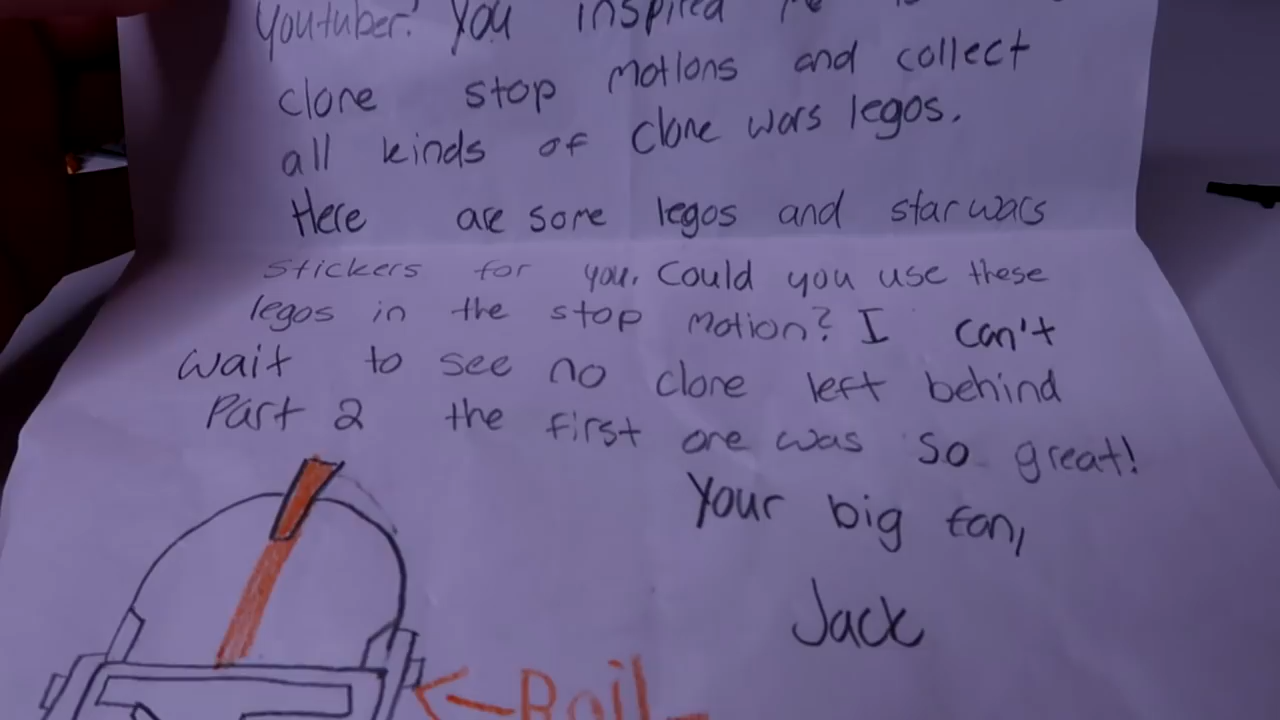 Youtuber! You inspired me
clone stop motions and collect
all kinds of Clone wars legos.
Here are some legos and starwars
stickers for you. Could you use these
legos in the stop motion? I can't
wait to see no clone left behind
Part 2 the first one was so great!
Your big fan,
Jack